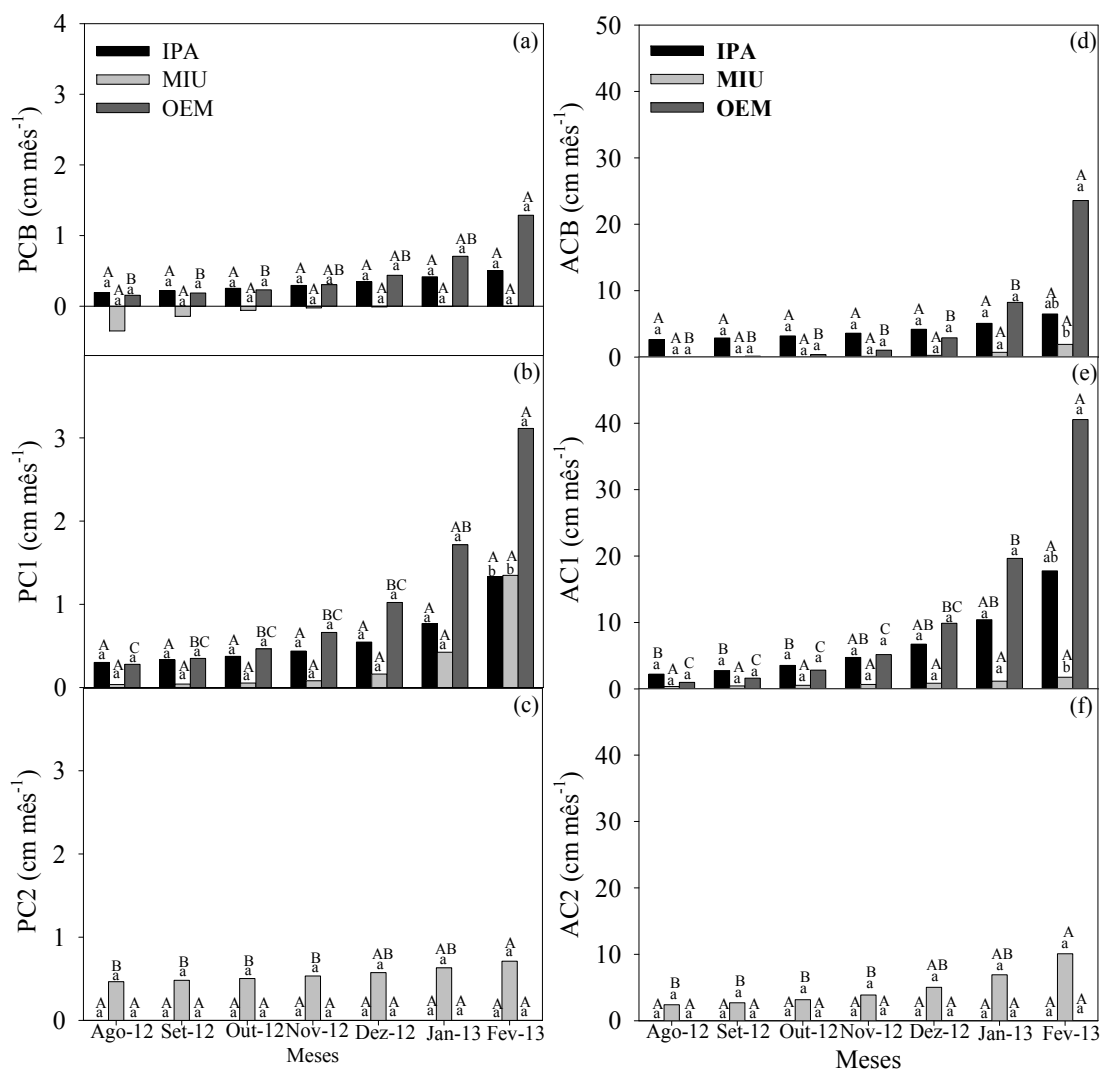 4
3
2
1
0
PCB (cm mês⁻¹)
(a)
IPA
MIU
OEM
A A B A A B A A B A A AB A A AB A A AB A A A
a a a a a a a a a a a a a a a a a a a a a
3
2
1
0
PC1 (cm mês⁻¹)
(b)
A A C A A BC A A BC A A BC A A BC A A AB A A A
a a a a a a a a a a a a a a a a a a b b a
3
2
1
0
PC2 (cm mês⁻¹)
(c)
A B A A B A A B A A B A A AB A A AB A A A A
a a a a a a a a a a a a a a a a a a a a a
Ago-12 Set-12 Out-12 Nov-12 Dez-12 Jan-13 Fev-13
Meses
50
40
30
20
10
0
ACB (cm mês⁻¹)
(d)
IPA
MIU
OEM
A A B A A B A A B A A B A A B A A B A A A
a a a a a a a a a a a a a a a a a a ab b a
40
30
20
10
0
AC1 (cm mês⁻¹)
(e)
B A C B A C B A C AB A C AB A BC AB A B A A A
a a a a a a a a a a a a a a a a a a ab b a
40
30
20
10
0
AC2 (cm mês⁻¹)
(f)
A B A A B A A B A A B A A AB A A AB A A A A
a a a a a a a a a a a a a a a a a a a a a
Ago-12 Set-12 Out-12 Nov-12 Dez-12 Jan-13 Fev-13
Meses